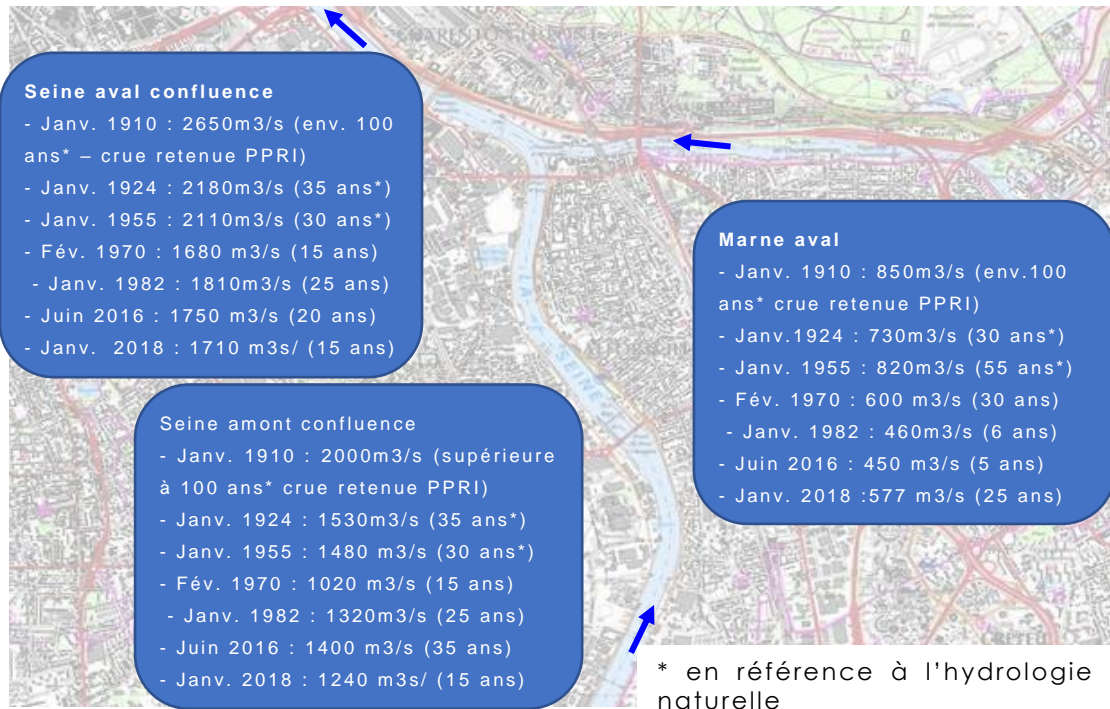 CHARENTON-LE-PONT
Seine aval confluence
- Janv. 1910 : 2650m3/s (env. 100
ans* – crue retenue PPRI)
- Janv. 1924 : 2180m3/s (35 ans*)
- Janv. 1955 : 2110m3/s (30 ans*)
- Fév. 1970 : 1680 m3/s (15 ans)
- Janv. 1982 : 1810m3/s (25 ans)
- Juin 2016 : 1750 m3/s (20 ans)
- Janv. 2018 : 1710 m3s/ (15 ans)
Marne aval
- Janv. 1910 : 850m3/s (env.100
ans* crue retenue PPRI)
- Janv.1924 : 730m3/s (30 ans*)
- Janv. 1955 : 820m3/s (55 ans*)
- Fév. 1970 : 600 m3/s (30 ans)
- Janv. 1982 : 460m3/s (6 ans)
- Juin 2016 : 450 m3/s (5 ans)
- Janv. 2018 :577 m3/s (25 ans)
SEINE
Seine amont confluence
- Janv. 1910 : 2000m3/s (supérieure
à 100 ans* crue retenue PPRI)
- Janv. 1924 : 1530m3/s (35 ans*)
- Janv. 1955 : 1480 m3/s (30 ans*)
- Fév. 1970 : 1020 m3/s (15 ans)
- Janv. 1982 : 1320m3/s (25 ans)
- Juin 2016 : 1400 m3/s (35 ans)
- Janv. 2018 : 1240 m3s/ (15 ans)
CRETEIL
* en référence à l’hydrologie
naturelle